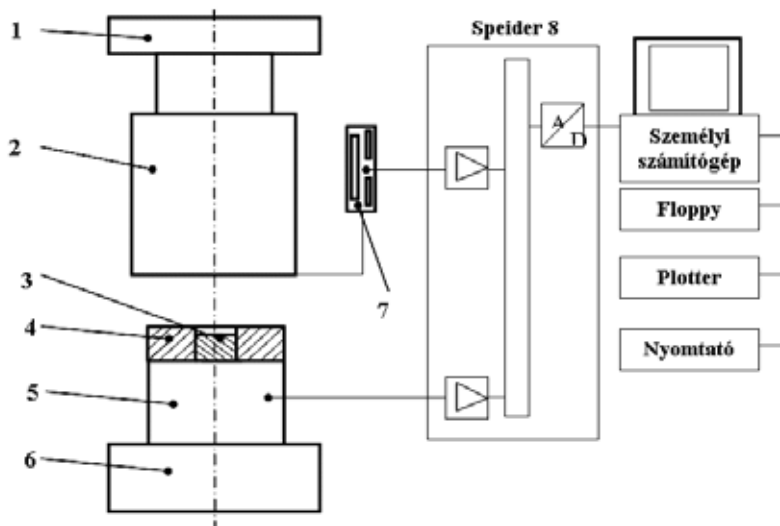 Speider 8
1
2
3
4
5
6
7
A
D
Személyi
számítógép
Floppy
Plotter
Nyomtató